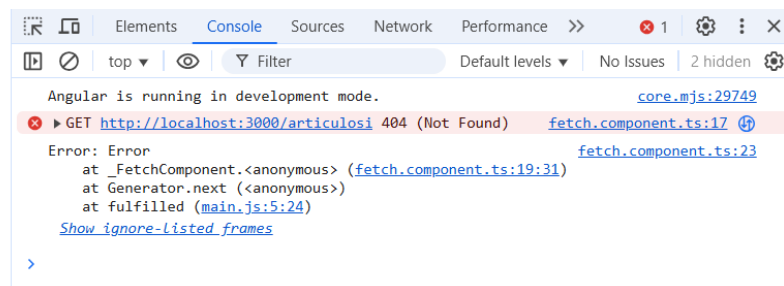 Elements Console Sources Network Performance 1
top Filter Default levels No Issues 2 hidden
Angular is running in development mode. core.mjs:29749
GET http://localhost:3000/articulosi 404 (Not Found) fetch.component.ts:17
Error: Error fetch.component.ts:23
at _FetchComponent.<anonymous> (fetch.component.ts:19:31)
at Generator.next (<anonymous>)
at fulfilled (main.js:5:24)
Show ignore-listed frames